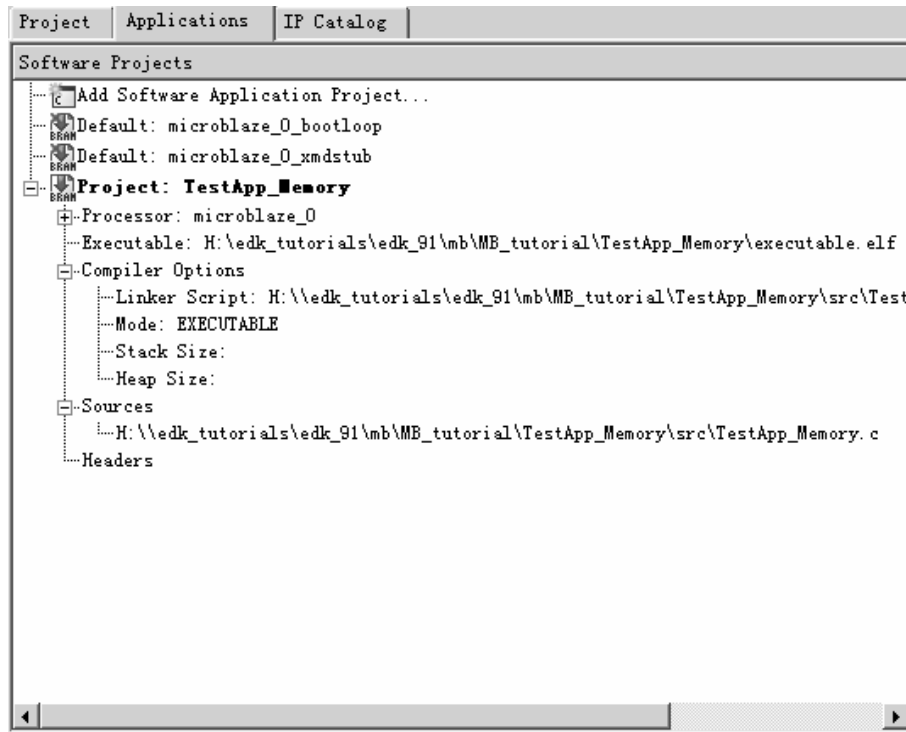 Project Applications IP Catalog
Software Projects
Add Software Application Project...
Default: microblaze_0_bootloop
Default: microblaze_0_xmdstub
Project: TestApp_Memory
Processor: microblaze_0
Executable: H:\edk_tutorials\edk_91\mb\MB_tutorial\TestApp_Memory\executable.elf
Compiler Options
Linker Script: H:\\edk_tutorials\edk_91\mb\MB_tutorial\TestApp_Memory\src\Test
Mode: EXECUTABLE
Stack Size:
Heap Size:
Sources
H:\\edk_tutorials\edk_91\mb\MB_tutorial\TestApp_Memory\src\TestApp_Memory.c
Headers